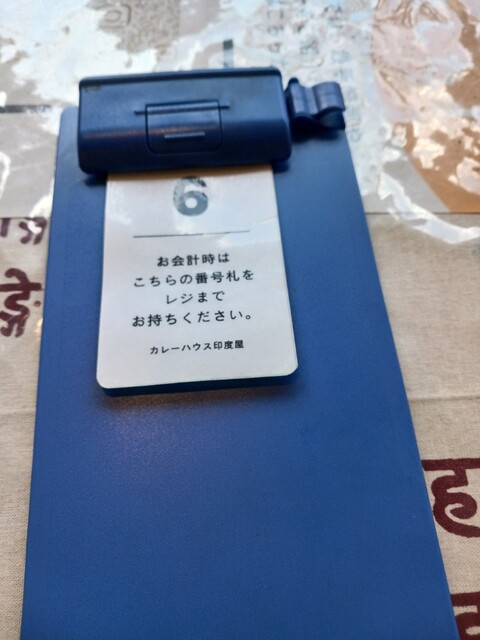 6
お会計時は
こちらの番号札を
レジまで
お持ちください。
カレーハウス印度屋